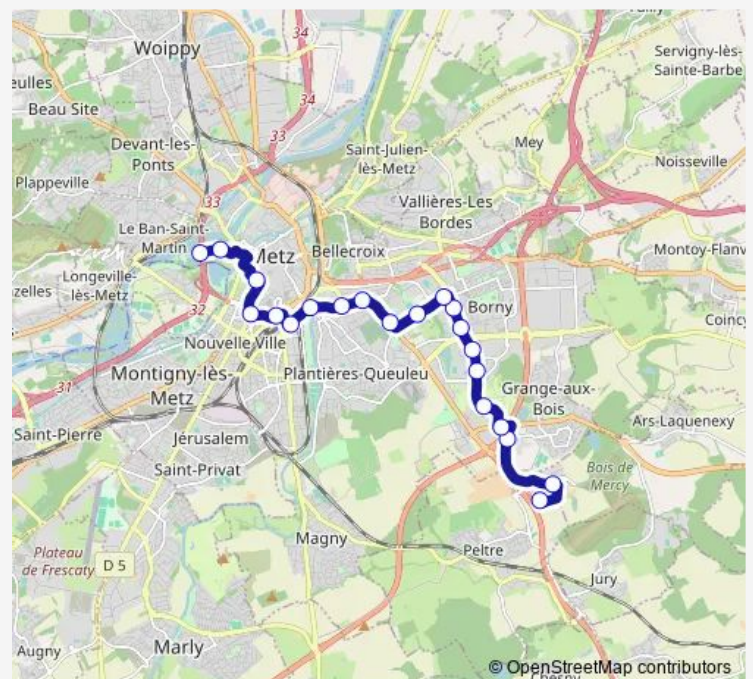 Woippy
34
Servigny-lès-
Sainte-Barbe
eulles
Beau Site
34
33
Devant-les-
Ponts
Saint-Julien-
lès-Metz
Mey
Noisseville
Plappeville
33
Vallières-Les
Bordes
Le Ban-Saint-
Martin
Metz
Bellecroix
Montoy-Flanv
zelles
Longeville-
lès-Metz
32
Borny
Coincy
Nouvelle Ville
31
Montigny-lès-
Metz
Plantières-Queuleu
Grange-aux-
Bois
Saint-Pierre
Jérusalem
Ars-Laquenexy
Saint-Privat
Bois de
Mercy
Magny
Peltre
Plateau
de Frescaty
D 5
Jury
Augny
Marly
© OpenStreetMap contributors
Chesny